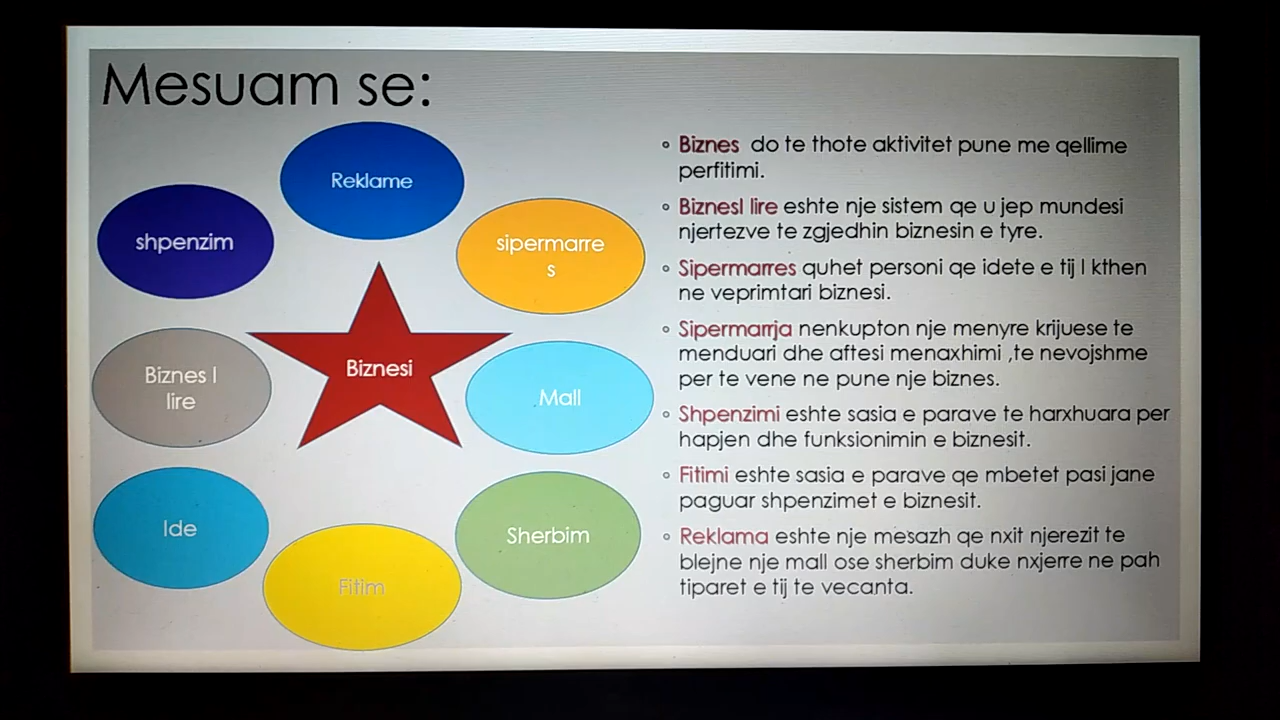 Mesuam se:
Reklame
shpenzim
sipermarre
s
Biznesi
Biznes I
lire
Mall
Ide
Sherbim
Fitim
Biznes do te thote aktivitet pune me qellime
perfitimi.
BiznesI lire eshte nje sistem qe u jep mundesi
njertezve te zgjedhin biznesin e tyre.
Sipermarres quhet personi qe idete e tij I kthen
ne veprimtari biznesi.
Sipermarrja nenkupton nje menyre krijuese te
menduari dhe aftesi menaxhimi ,te nevojshme
per te vene ne pune nje biznes.
Shpenzimi eshte sasia e parave te harxhuara per
hapjen dhe funksionimin e biznesit.
Fitimi eshte sasia e parave qe mbetet pasi jane
paguar shpenzimet e biznesit.
Reklama eshte nje mesazh qe nxit njerezit te
blejne nje mall ose sherbim duke nxjerre ne pah
tiparet e tij te vecanta.